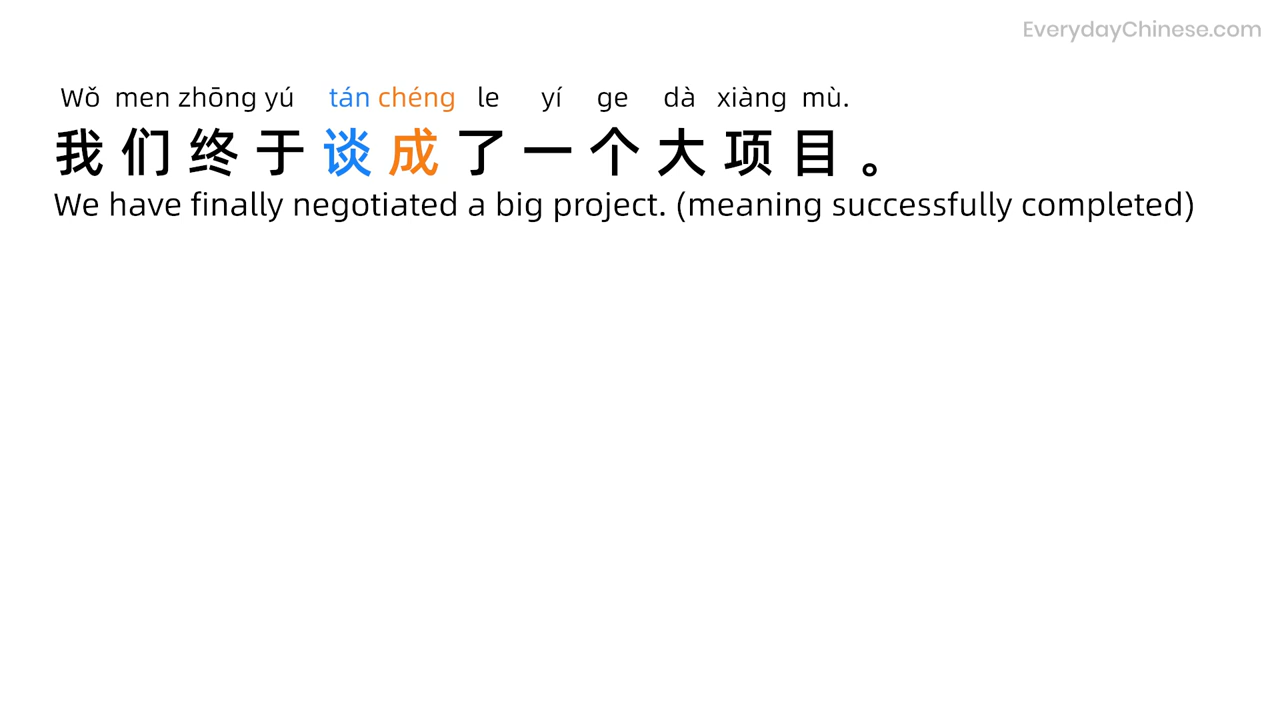 EverydayChinese.com
Wǒ men zhōng yú tán chéng le yí ge dà xiàng mù.
我们终于谈成了一个大项目。
We have finally negotiated a big project. (meaning successfully completed)